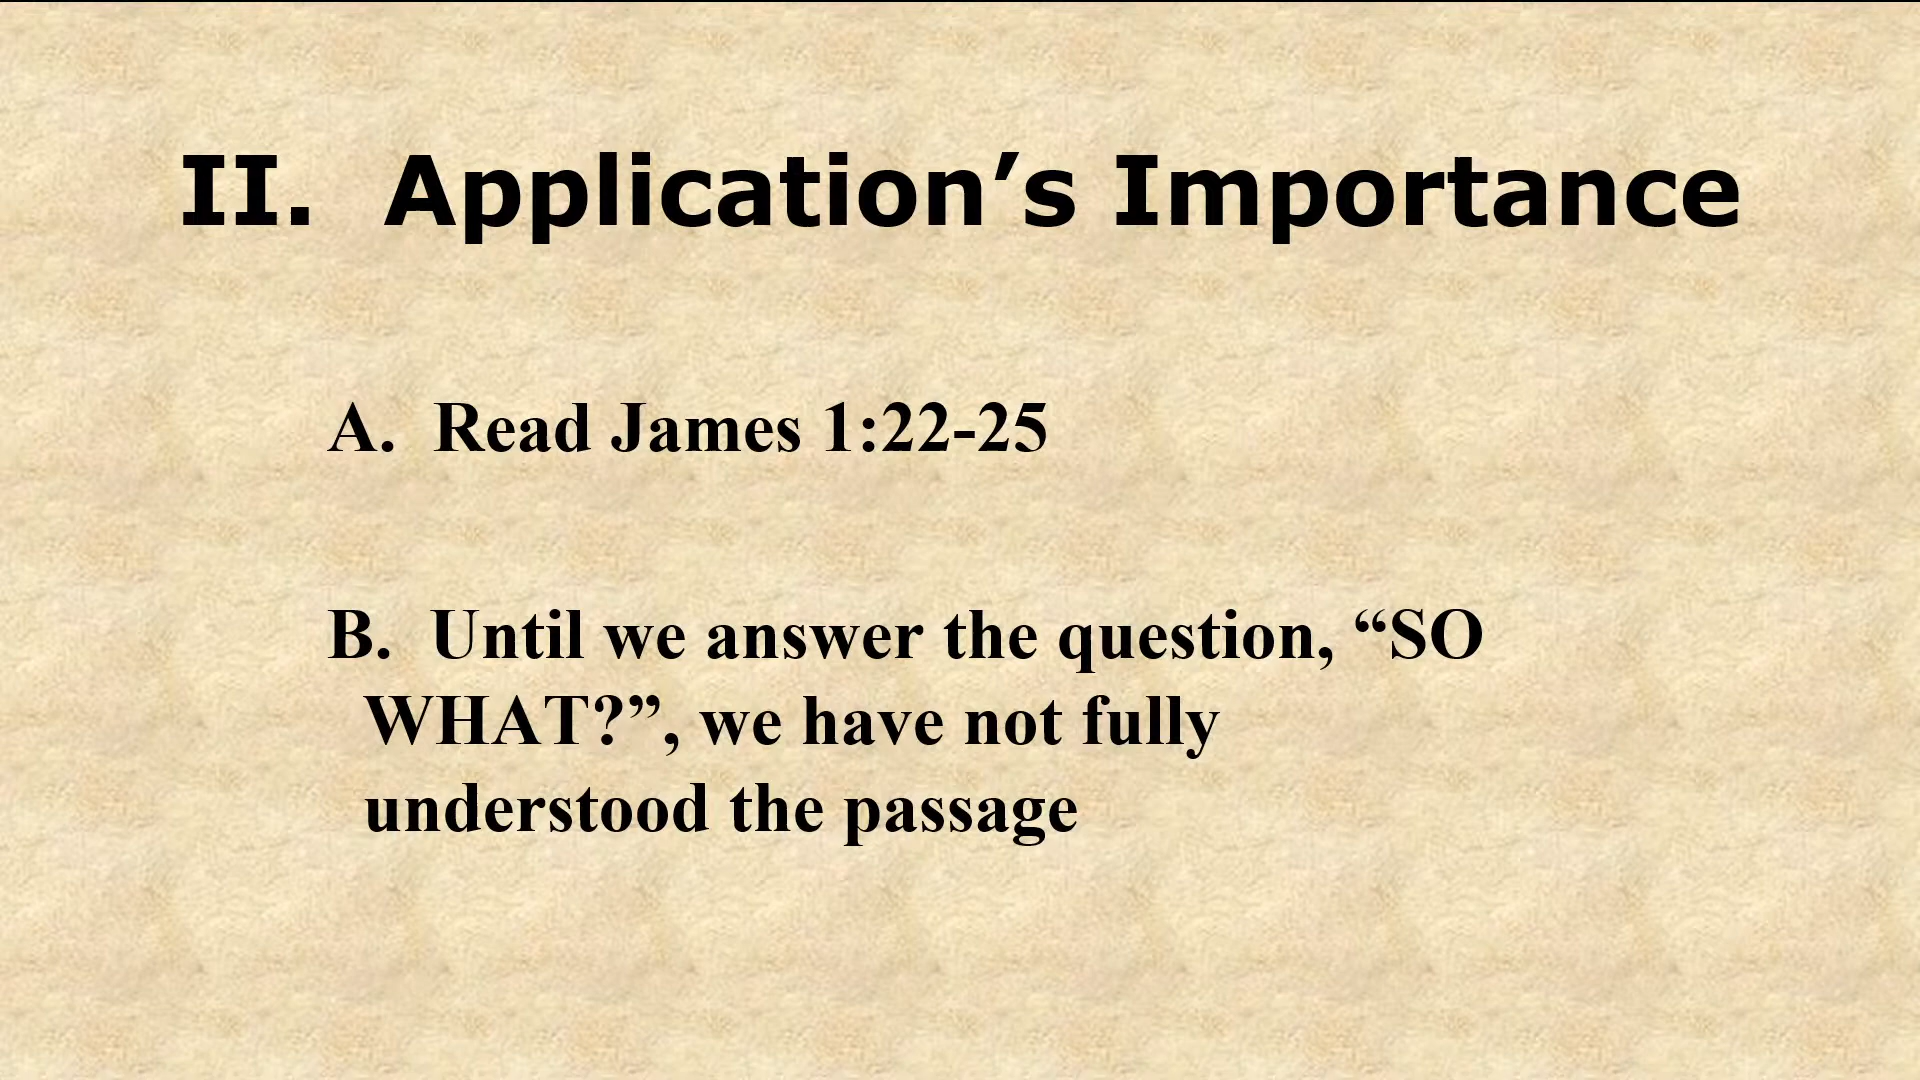 II.  Application’s Importance
A.  Read James 1:22-25
B.  Until we answer the question, “SO
WHAT?”, we have not fully
understood the passage